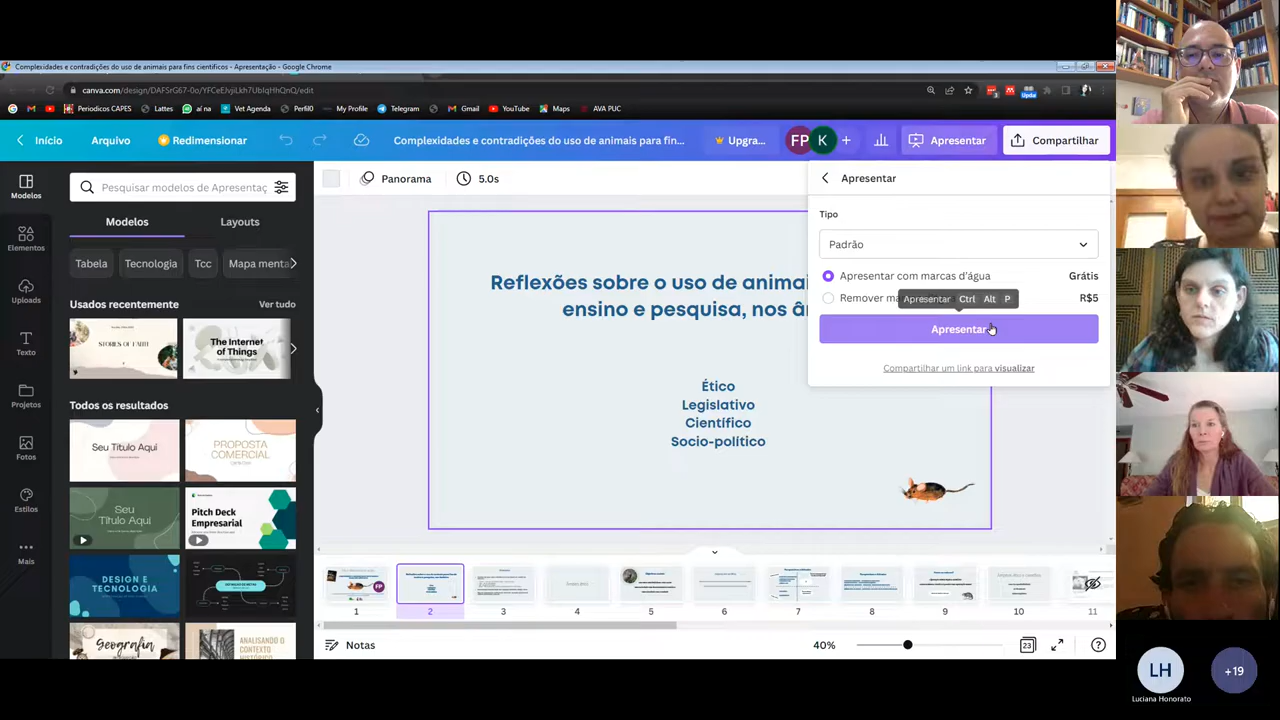 Complexidades e contradições do uso de animais para fins científicos - Apresentação - Google Chrome
canva.com/design/DAFSrG67-0o/YFCeEJvjiLkh7UbIqHhQnQ/edit
Periodicos CAPES
Lattes
aí na
Vet Agenda
Perfil0
My Profile
Telegram
Gmail
YouTube
Maps
AVA PUC
Início
Arquivo
Redimensionar
Complexidades e contradições do uso de animais para fin...
Upgra...
FP
K
+
Apresentar
Compartilhar
Modelos
Elementos
Uploads
Texto
Projetos
Fotos
Estilos
Mais
Pesquisar modelos de Apresentaç
Modelos
Layouts
Tabela
Tecnologia
Tcc
Mapa menta
Usados recentemente
Ver tudo
STORIES OF FAITH
The Internet
of Things
Todos os resultados
Seu Título Aqui
PROPOSTA
COMERCIAL
Seu
Título Aqui
Pitch Deck
Empresarial
DESIGN E
TECNOLOGIA
Geografia
ANALISANDO O
CONTEXTO
HISTÓRICO
Panorama
5.0s
Reflexões sobre o uso de anima
ensino e pesquisa, nos âm
Ético
Legislativo
Científico
Socio-político
Apresentar
Tipo
Padrão
Apresentar com marcas d'água
Grátis
Remover ma
R$5
Apresentar Ctrl Alt P
Apresentar
Compartilhar um link para visualizar
1
2
3
4
5
6
7
8
9
10
11
Notas
40%
23
LH
Luciana Honorato
+19